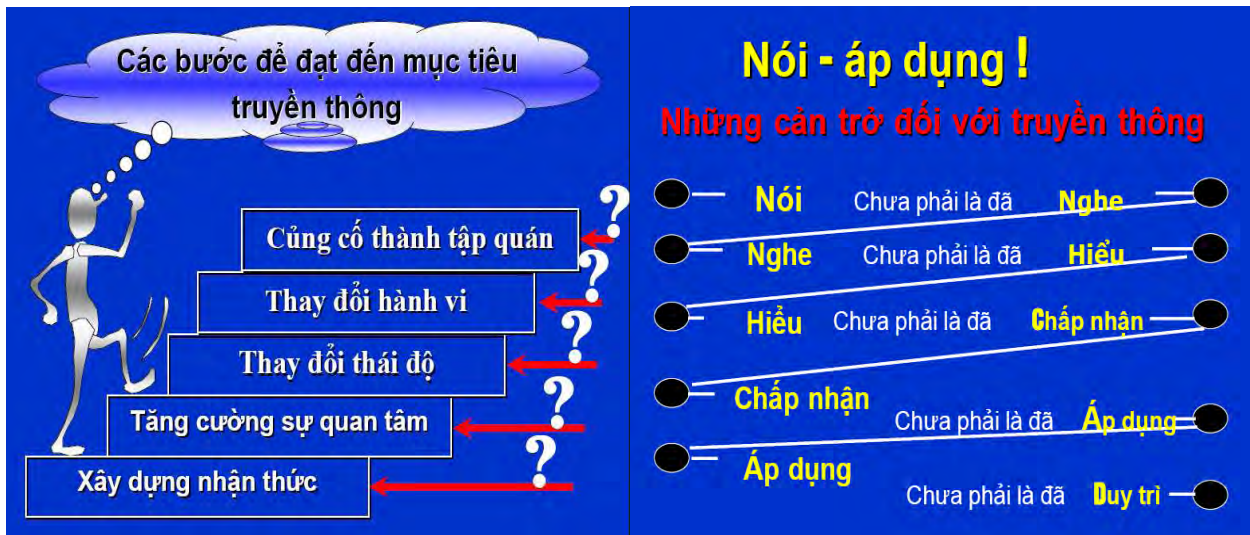 Các bước để đạt đến mục tiêu
truyền thông
Củng cố thành tập quán
Thay đổi hành vi
Thay đổi thái độ
Tăng cường sự quan tâm
Xây dựng nhận thức
?
?
?
?
?
Nói - áp dụng !
Những cản trở đối với truyền thông
Nói Chưa phải là đã Nghe
Nghe Chưa phải là đã Hiểu
Hiểu Chưa phải là đã Chấp nhận
Chấp nhận Chưa phải là đã Áp dụng
Áp dụng Chưa phải là đã Duy trì